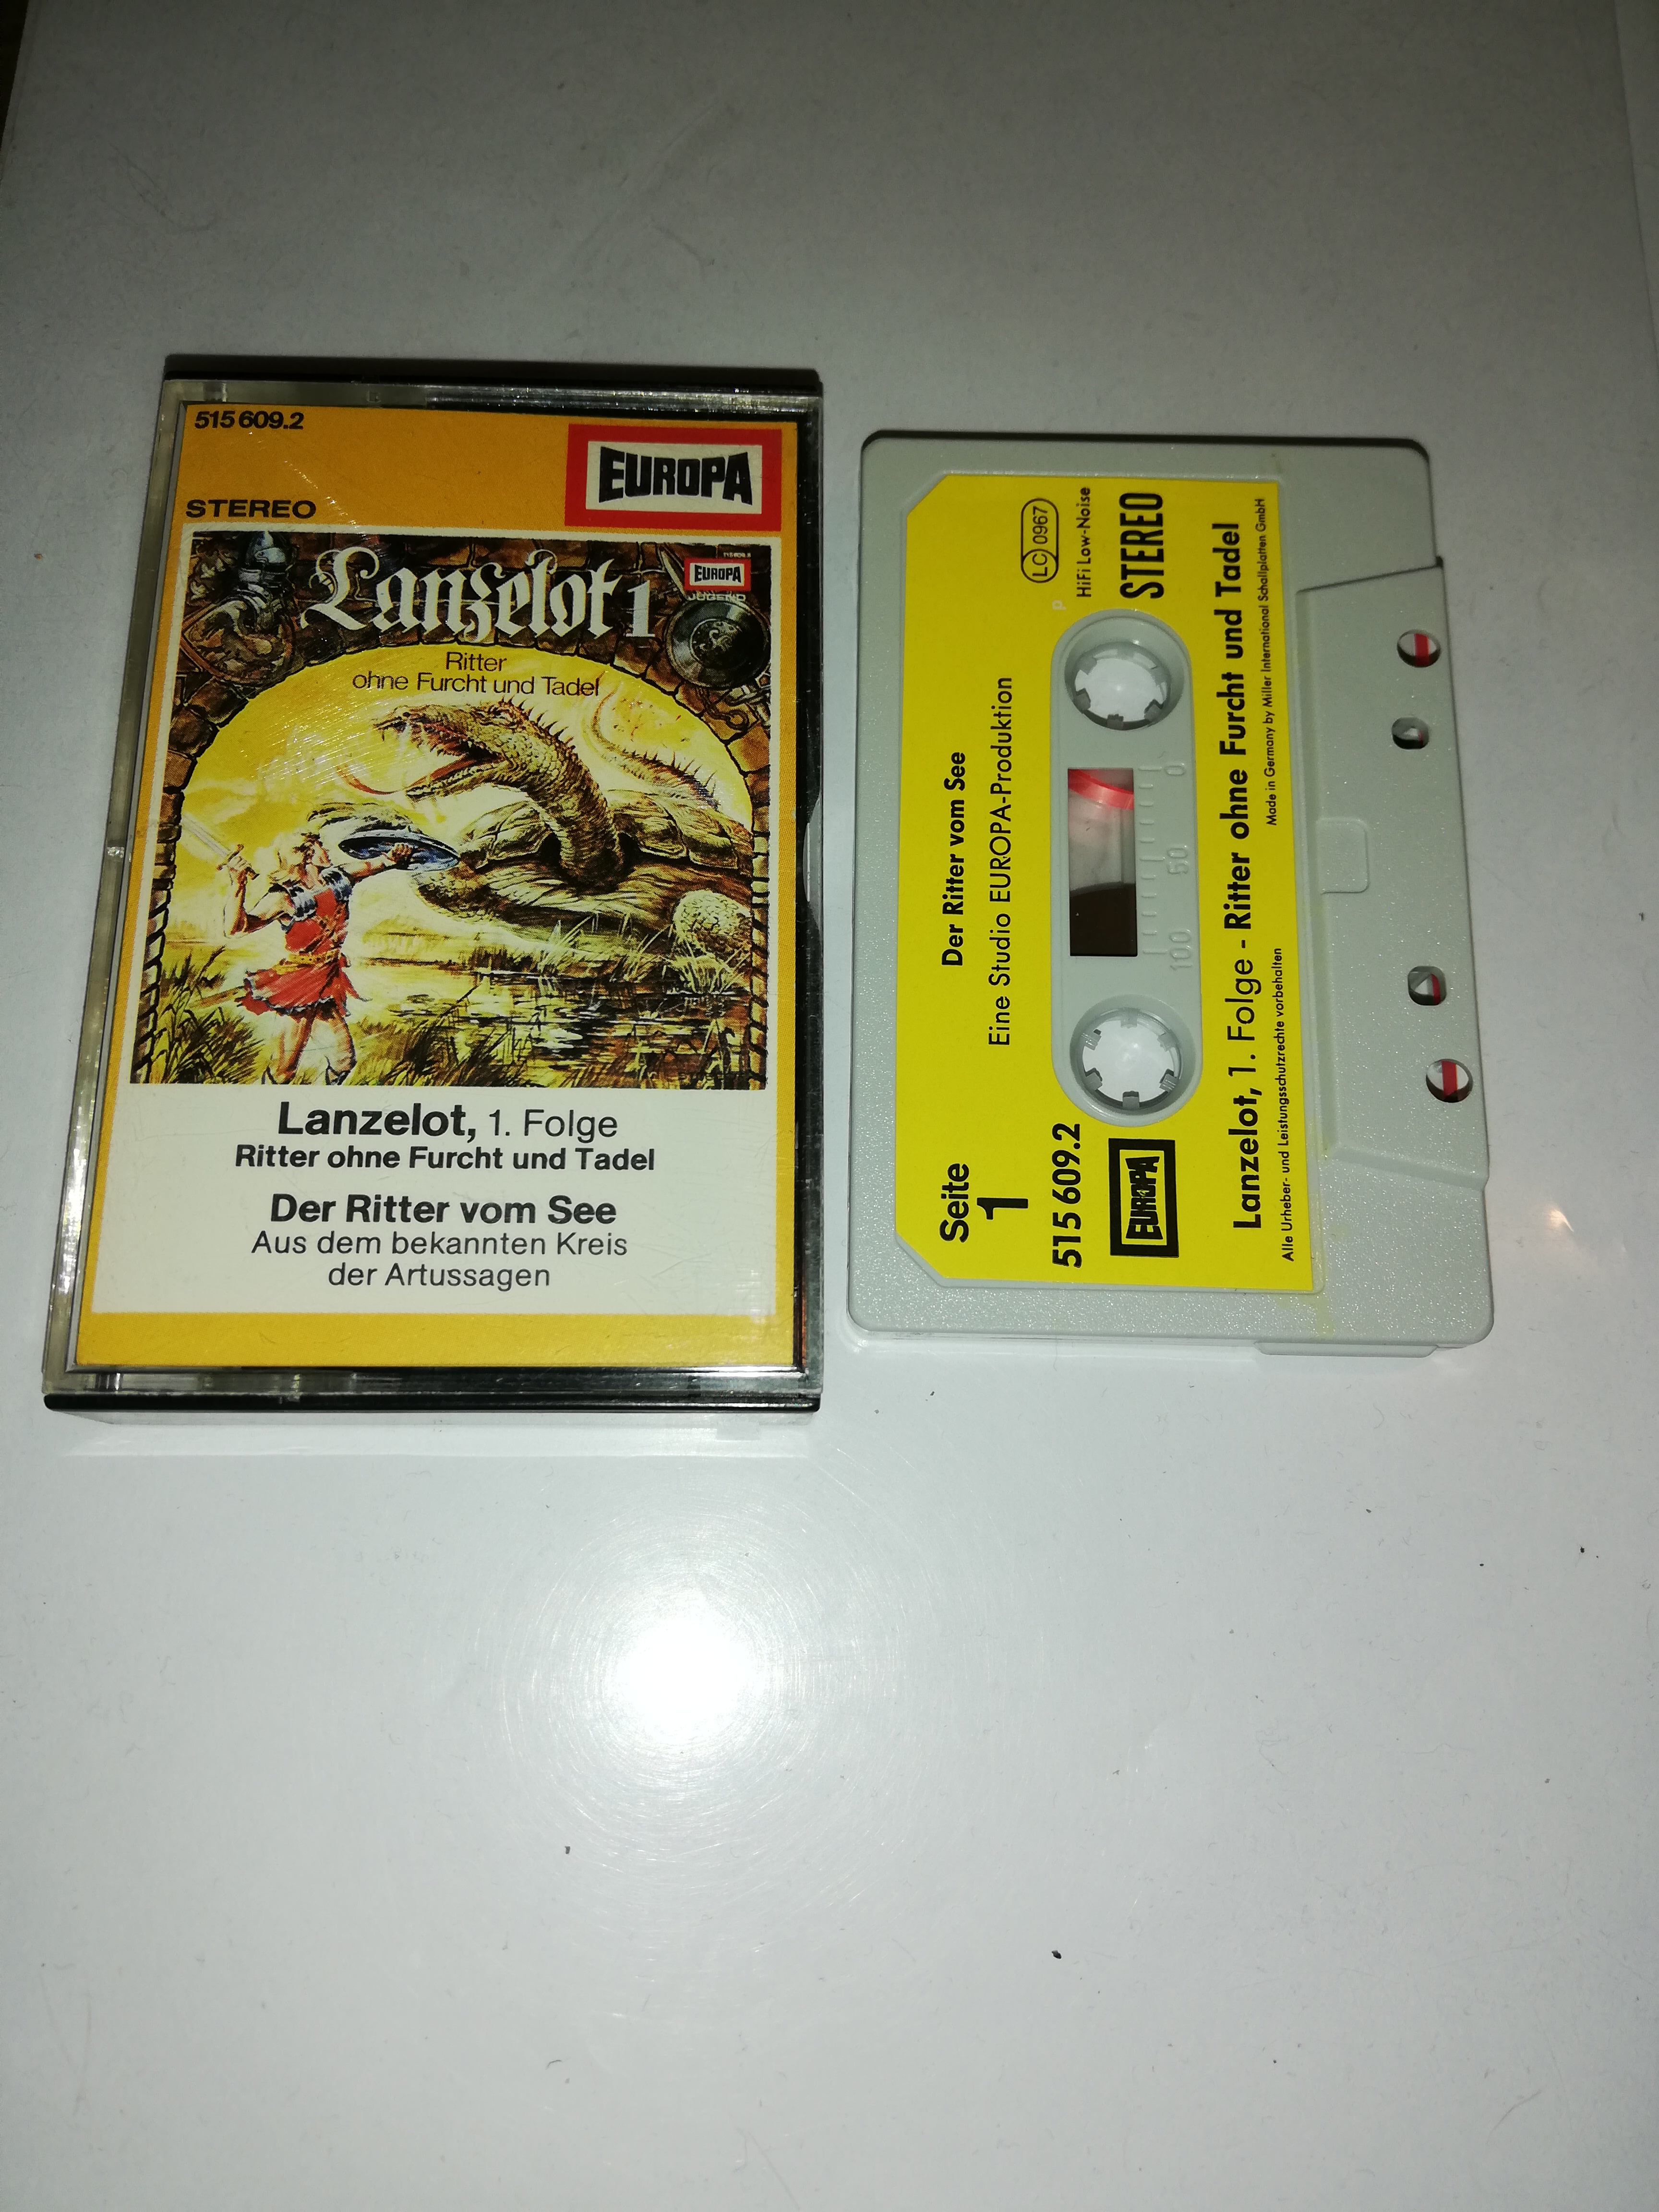 515 609.2
EUROPA
STEREO
Lanzelot 1
EUROPA
JUGEND
Ritter
ohne Furcht und Tadel
Lanzelot, 1. Folge
Ritter ohne Furcht und Tadel
Der Ritter vom See
Aus dem bekannten Kreis
der Artussagen
Der Ritter vom See
Eine Studio EUROPA-Produktion
Seite
1
LC 0967
P
HiFi Low-Noise
STEREO
515 609.2
EUROPA
100 50 0
Lanzelot, 1. Folge - Ritter ohne Furcht und Tadel
Alle Urheber- und Leistungsschutzrechte vorbehalten
Made in Germany by Miller International Schallplatten GmbH